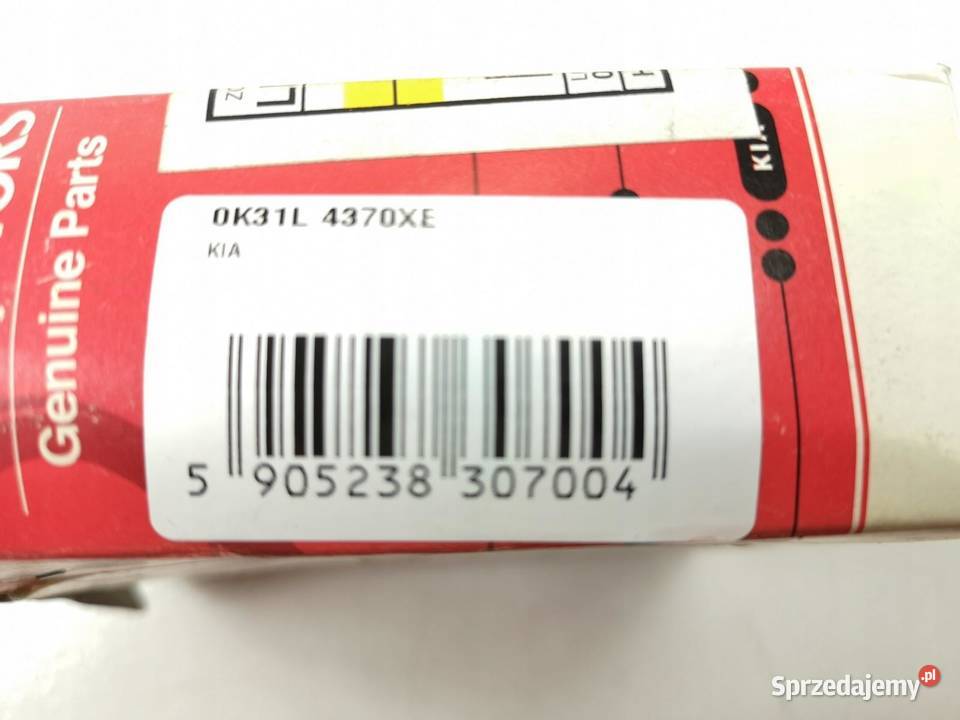 Genuine Parts
KIA
0K31L 4370XE
KIA
5 905238 307004
Sprzedajemy.pl